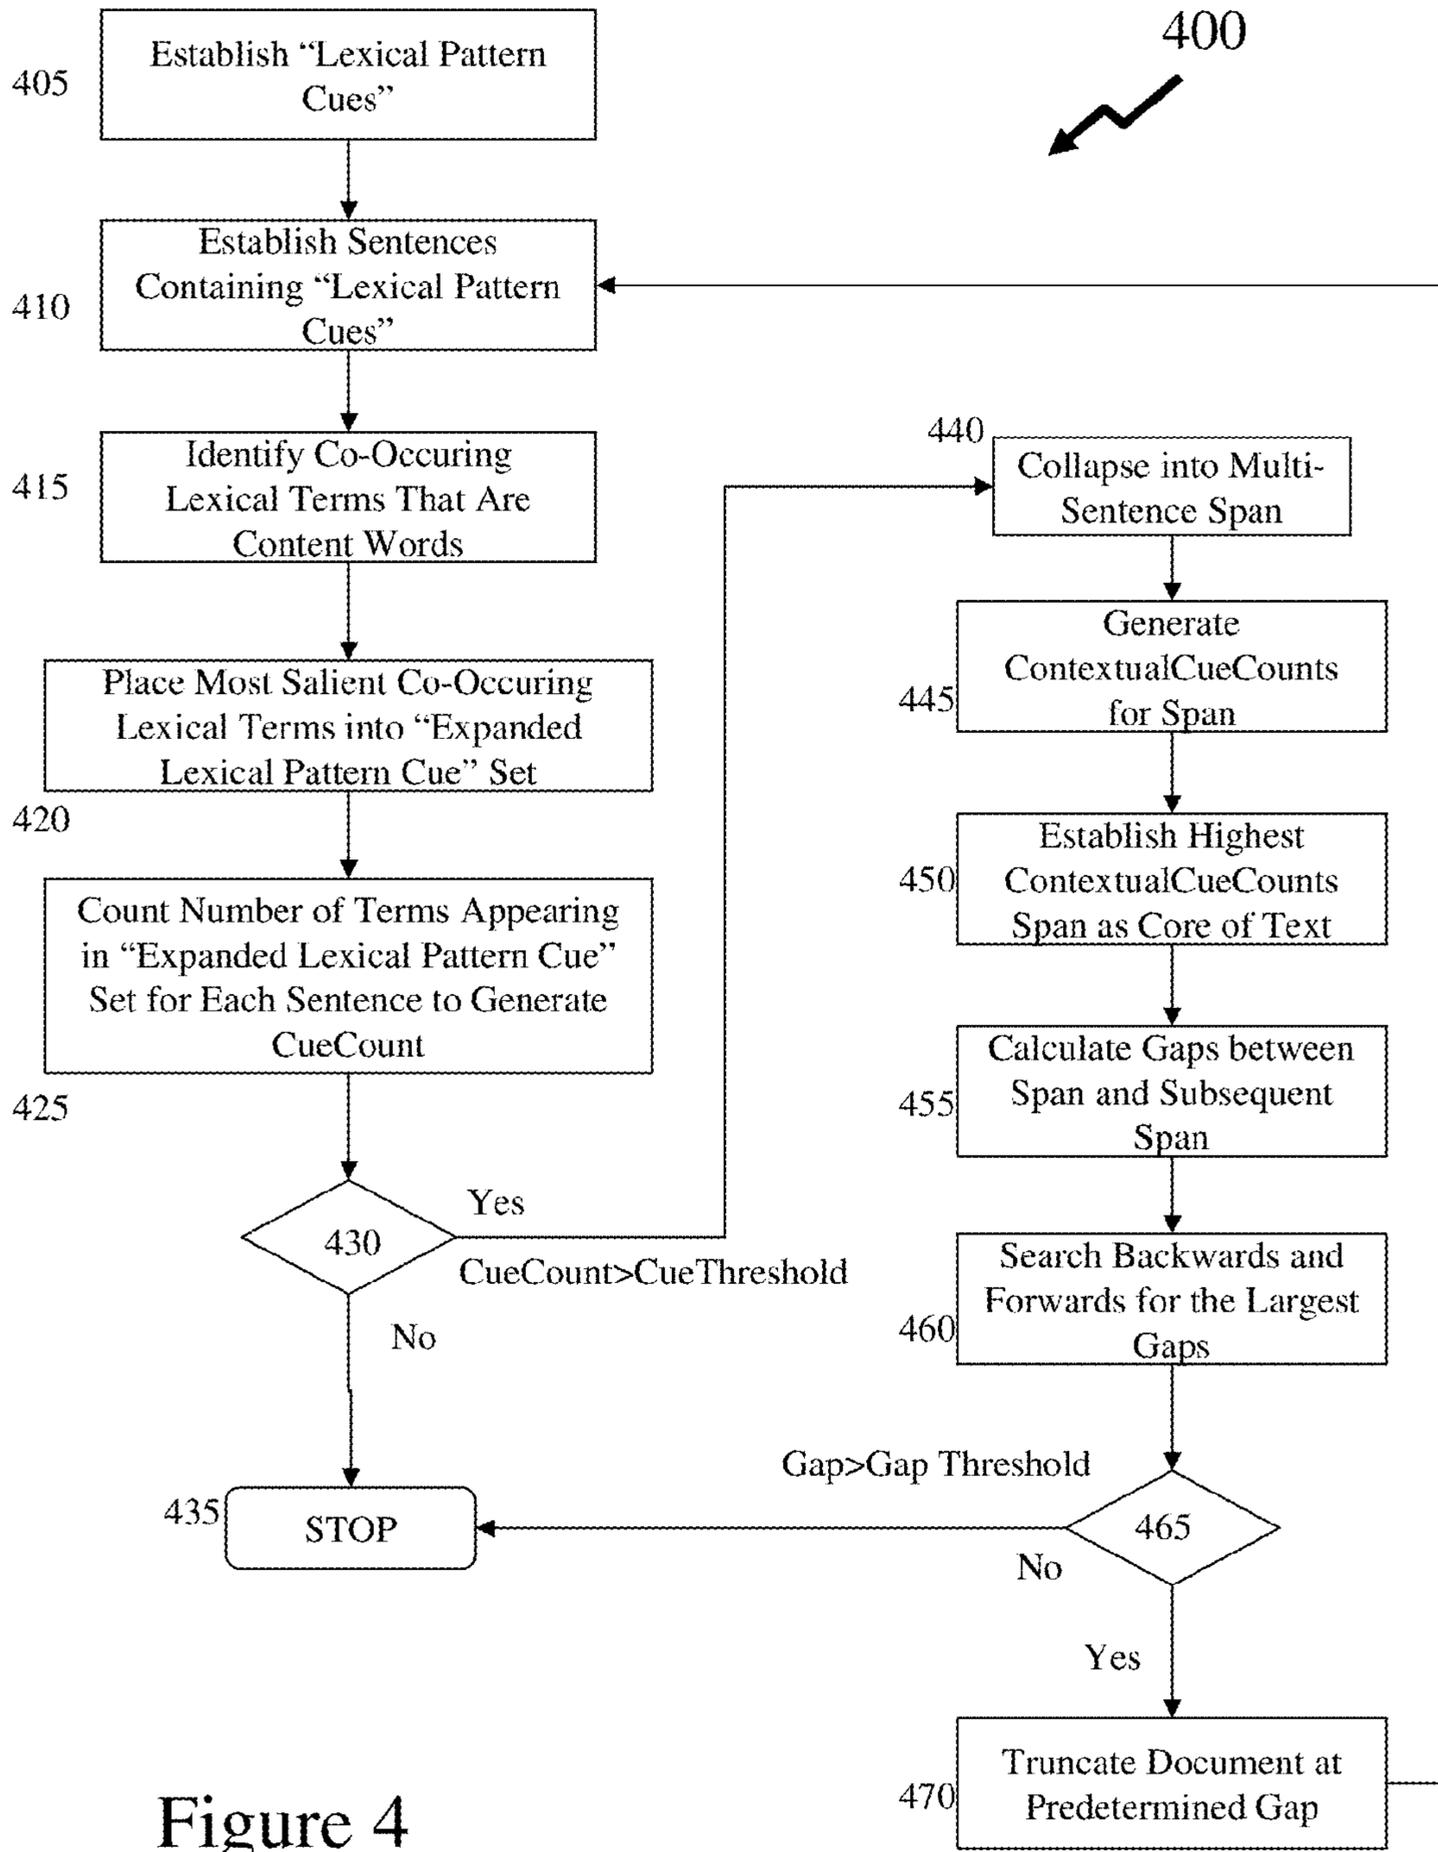 400
Establish “Lexical Pattern
Cues”
405
Establish Sentences
Containing “Lexical Pattern
Cues”
410
Identify Co-Occuring
Lexical Terms That Are
Content Words
415
Place Most Salient Co-Occuring
Lexical Terms into “Expanded
Lexical Pattern Cue” Set
420
Count Number of Terms Appearing
in “Expanded Lexical Pattern Cue”
Set for Each Sentence to Generate
CueCount
425
430
Yes
CueCount>CueThreshold
No
435
STOP
440
Collapse into Multi-
Sentence Span
Generate
ContextualCueCounts
for Span
445
Establish Highest
ContextualCueCounts
Span as Core of Text
450
Calculate Gaps between
Span and Subsequent
Span
455
Search Backwards and
Forwards for the Largest
Gaps
460
Gap>Gap Threshold
465
No
Yes
Truncate Document at
Predetermined Gap
470
Figure 4